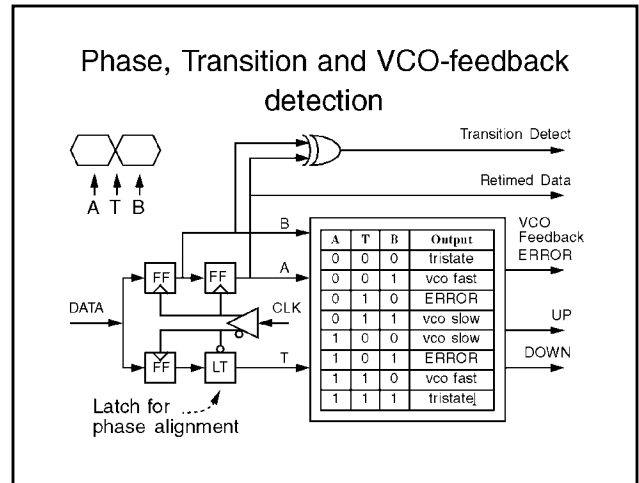 Phase, Transition and VCO-feedback
detection
Transition Detect
Retimed Data
A T B
B
A
T
VCO
Feedback
ERROR
UP
DOWN
DATA
FF
FF
CLK
FF
LT
Latch for
phase alignment
A T B Output
0 0 0 tristate
0 0 1 vco fast
0 1 0 ERROR
0 1 1 vco slow
1 0 0 vco slow
1 0 1 ERROR
1 1 0 vco fast
1 1 1 tristate